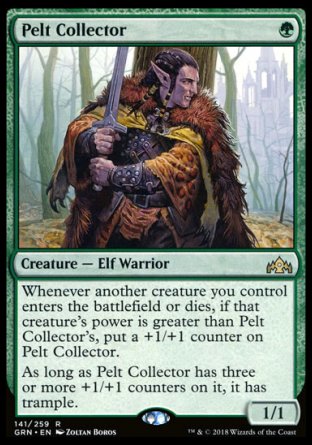 Pelt Collector
Creature — Elf Warrior
Whenever another creature you control
enters the battlefield or dies, if that
creature's power is greater than Pelt
Collector's, put a +1/+1 counter on
Pelt Collector.
As long as Pelt Collector has three
or more +1/+1 counters on it, it has
trample.
1/1
141/259 R
GRN • EN Zoltan Boros
™ & © 2018 Wizards of the Coast